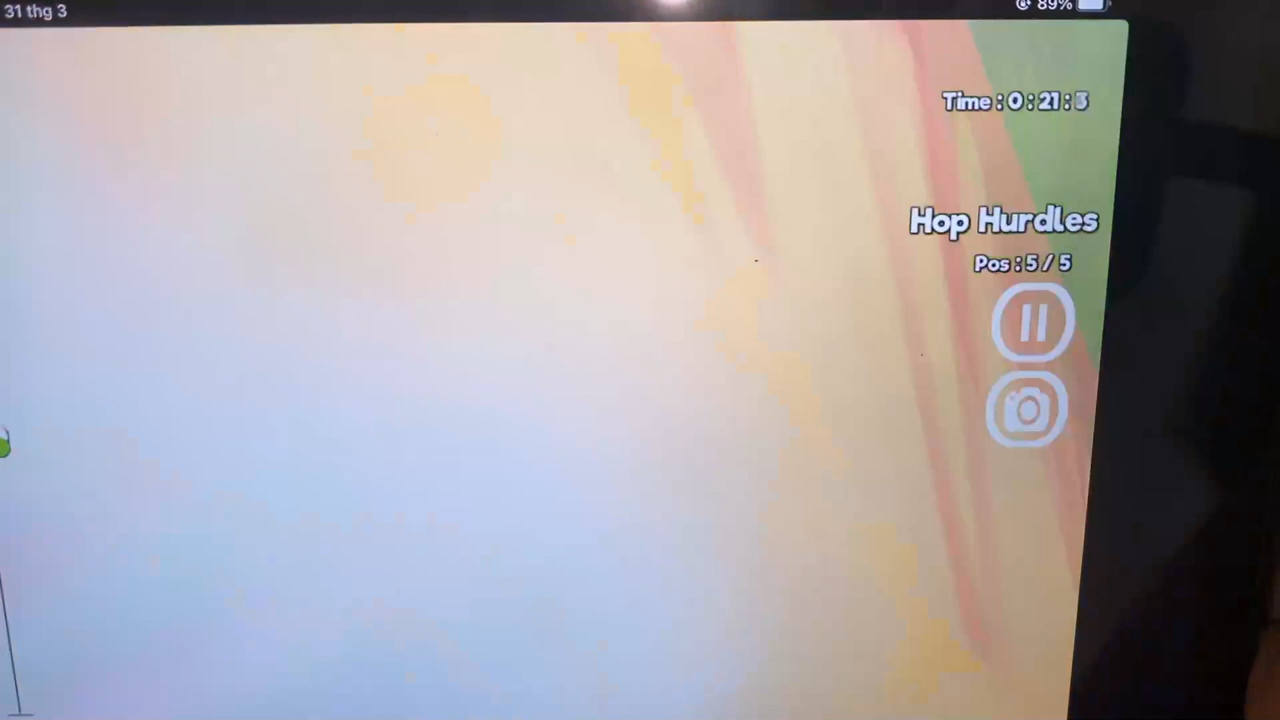 31 thg 3
89%
Time : 0 : 21 : 3
Hop Hurdles
Pos : 5 / 5